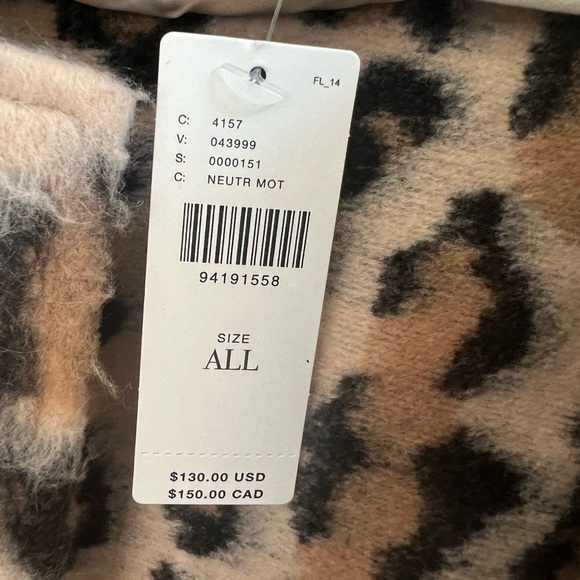 FL_14
C: 4157
V: 043999
S: 0000151
C: NEUTR MOT
94191558
SIZE
ALL
$130.00 USD
$150.00 CAD